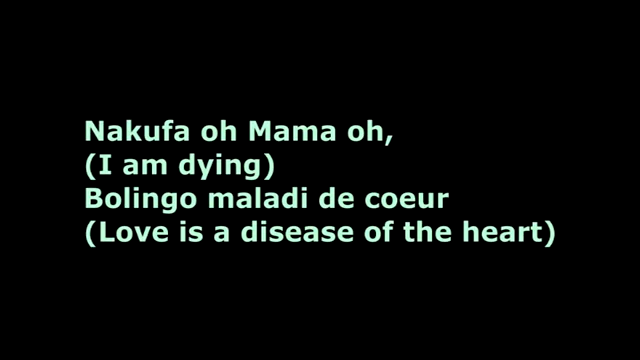 Nakufa oh Mama oh,
(I am dying)
Bolingo maladi de coeur
(Love is a disease of the heart)